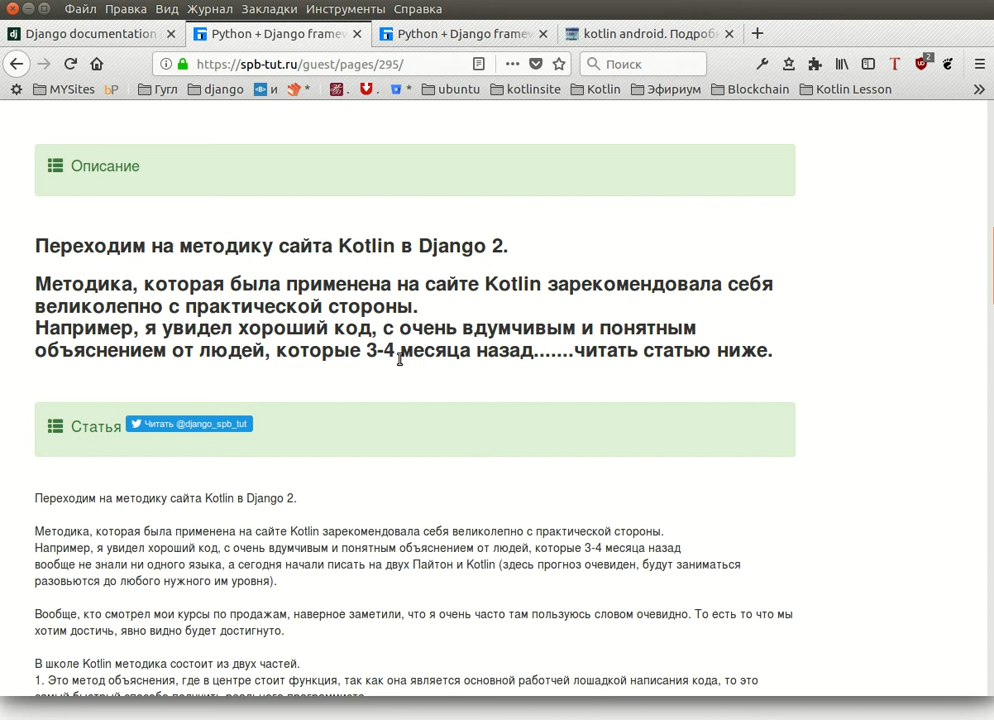 Файл Правка Вид Журнал Закладки Инструменты Справка
Django documentation
Python + Django framew
Python + Django framew
kotlin android. Подроб
https://spb-tut.ru/guest/pages/295/
Поиск
2
MYSites
bP
Гугл
django
и
*
.
.
*
ubuntu
kotlinsite
Kotlin
Эфириум
Blockchain
Kotlin Lesson
Описание
Переходим на методику сайта Kotlin в Django 2.
Методика, которая была применена на сайте Kotlin зарекомендовала себя
великолепно с практической стороны.
Например, я увидел хороший код, с очень вдумчивым и понятным
объяснением от людей, которые 3-4 месяца назад.......читать статью ниже.
Статья
Читать @django_spb_tut
Переходим на методику сайта Kotlin в Django 2.
Методика, которая была применена на сайте Kotlin зарекомендовала себя великолепно с практической стороны.
Например, я увидел хороший код, с очень вдумчивым и понятным объяснением от людей, которые 3-4 месяца назад
вообще не знали ни одного языка, а сегодня начали писать на двух Пайтон и Kotlin (здесь прогноз очевиден, будут заниматься
разовьются до любого нужного им уровня).
Вообще, кто смотрел мои курсы по продажам, наверное заметили, что я очень часто там пользуюсь словом очевидно. То есть то что мы
хотим достичь, явно видно будет достигнуто.
В школе Kotlin методика состоит из двух частей.
1. Это метод объяснения, где в центре стоит функция, так как она является основной работчей лошадкой написания кода, то это